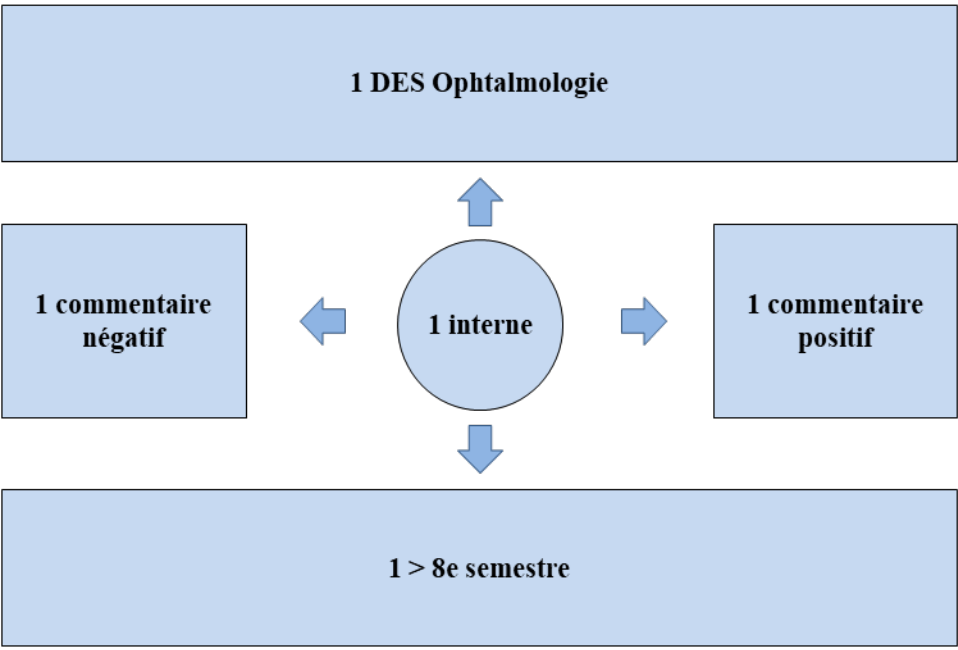 1 DES Ophtalmologie
1 commentaire
négatif
1 interne
1 commentaire
positif
1 > 8e semestre